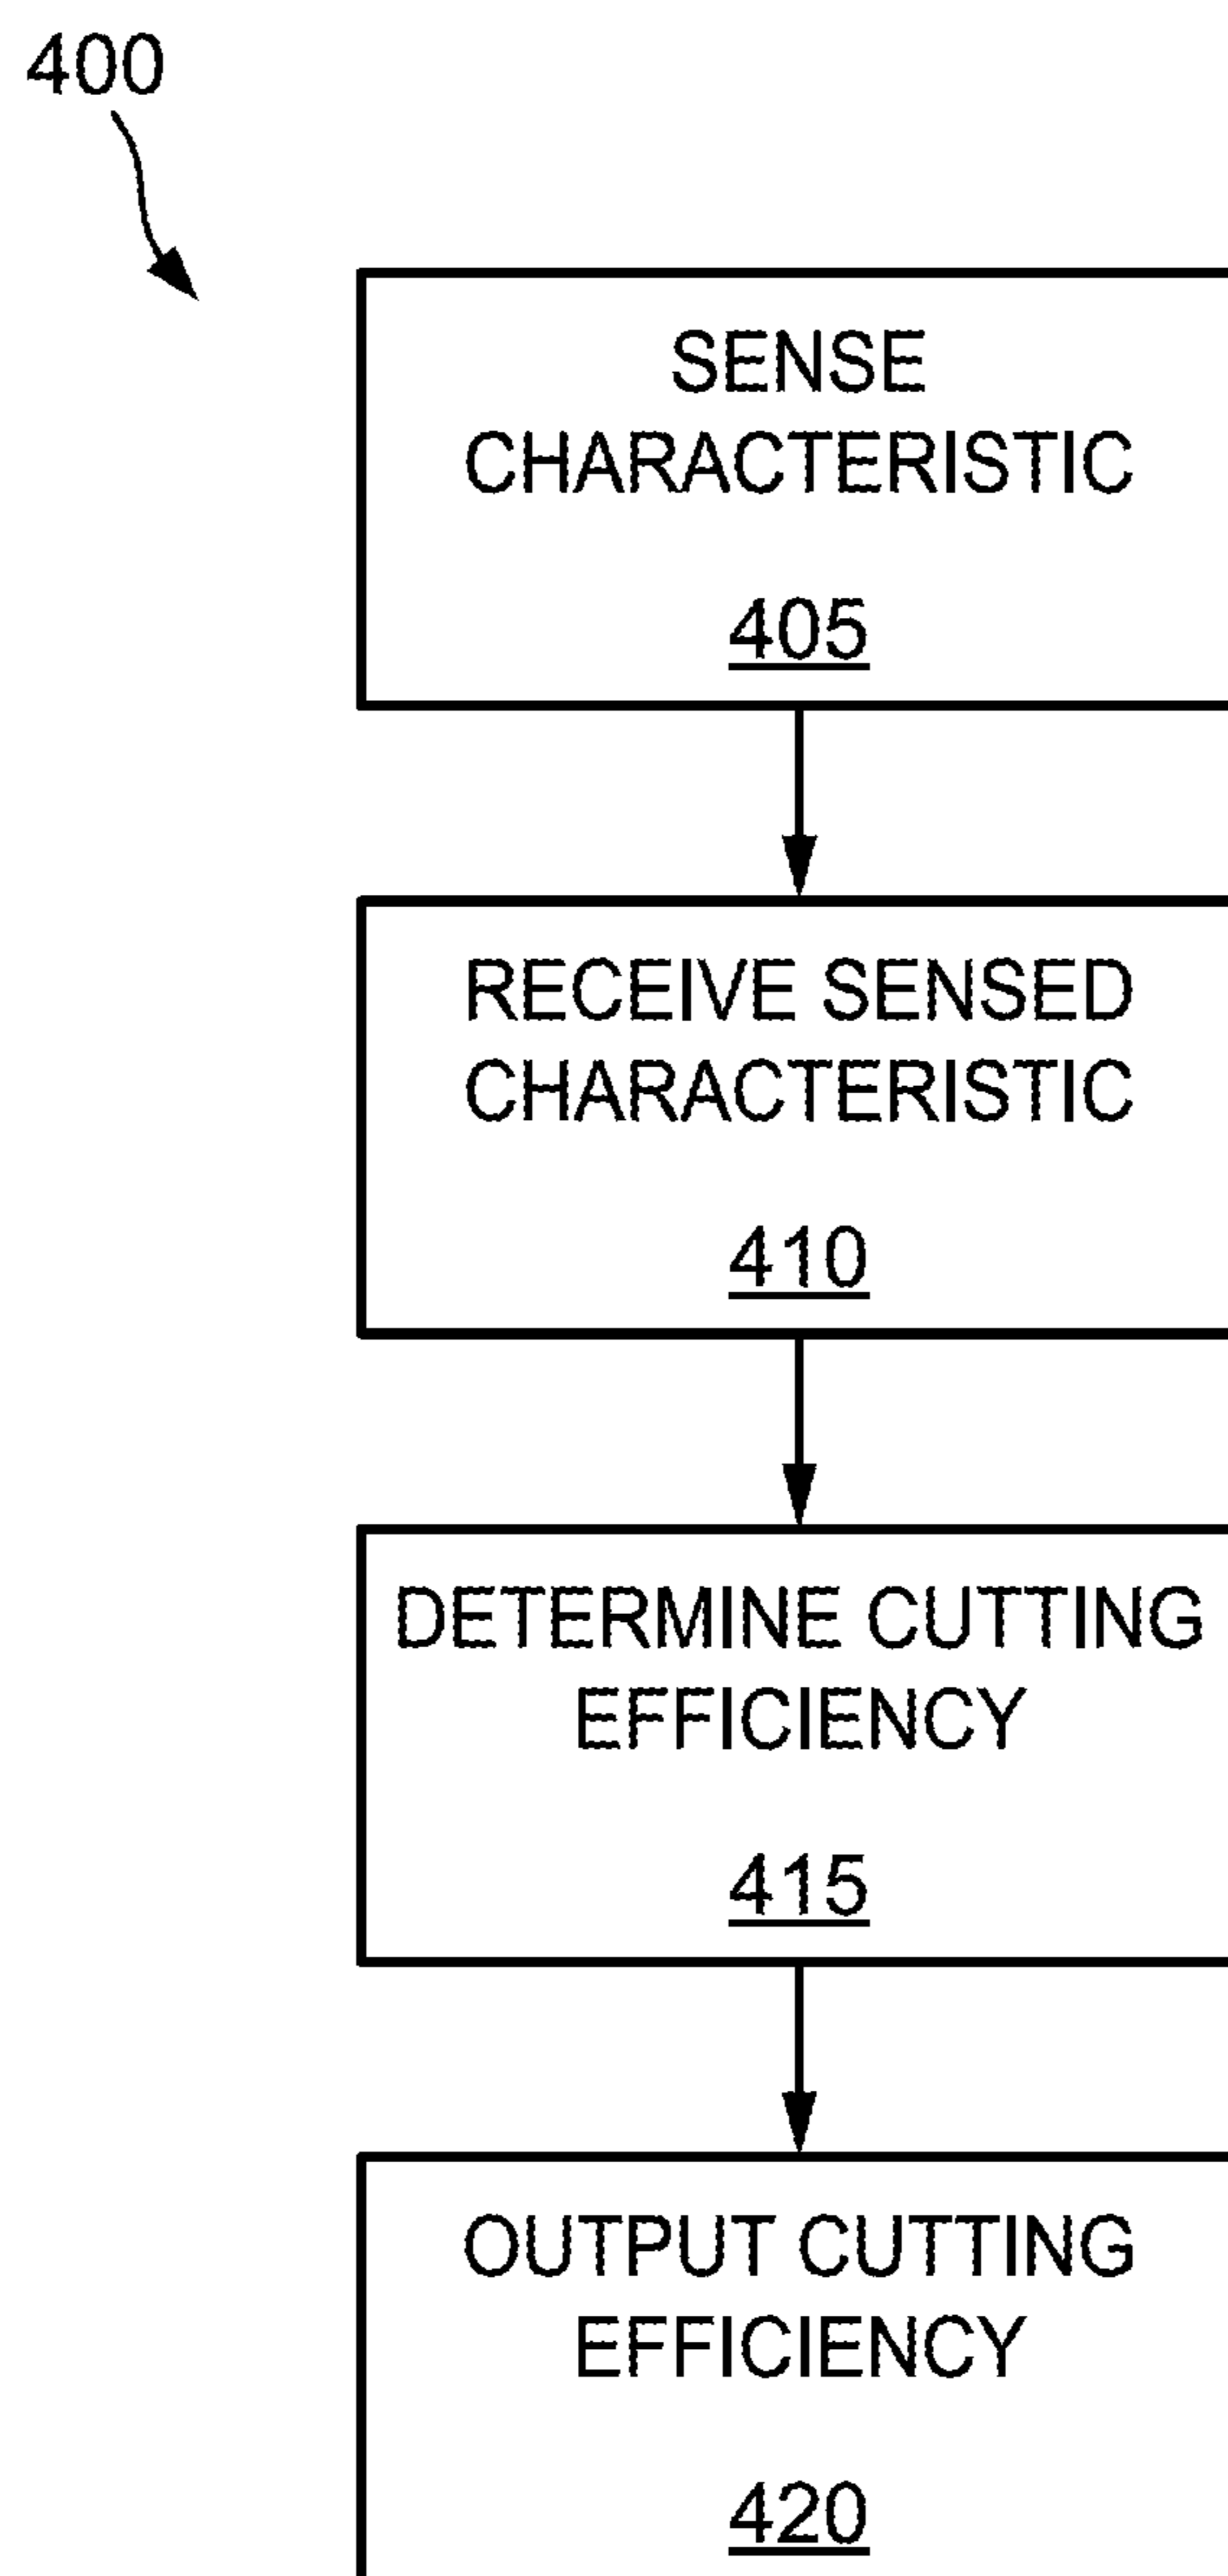 400
SENSE
CHARACTERISTIC
405
RECEIVE SENSED
CHARACTERISTIC
410
DETERMINE CUTTING
EFFICIENCY
415
OUTPUT CUTTING
EFFICIENCY
420